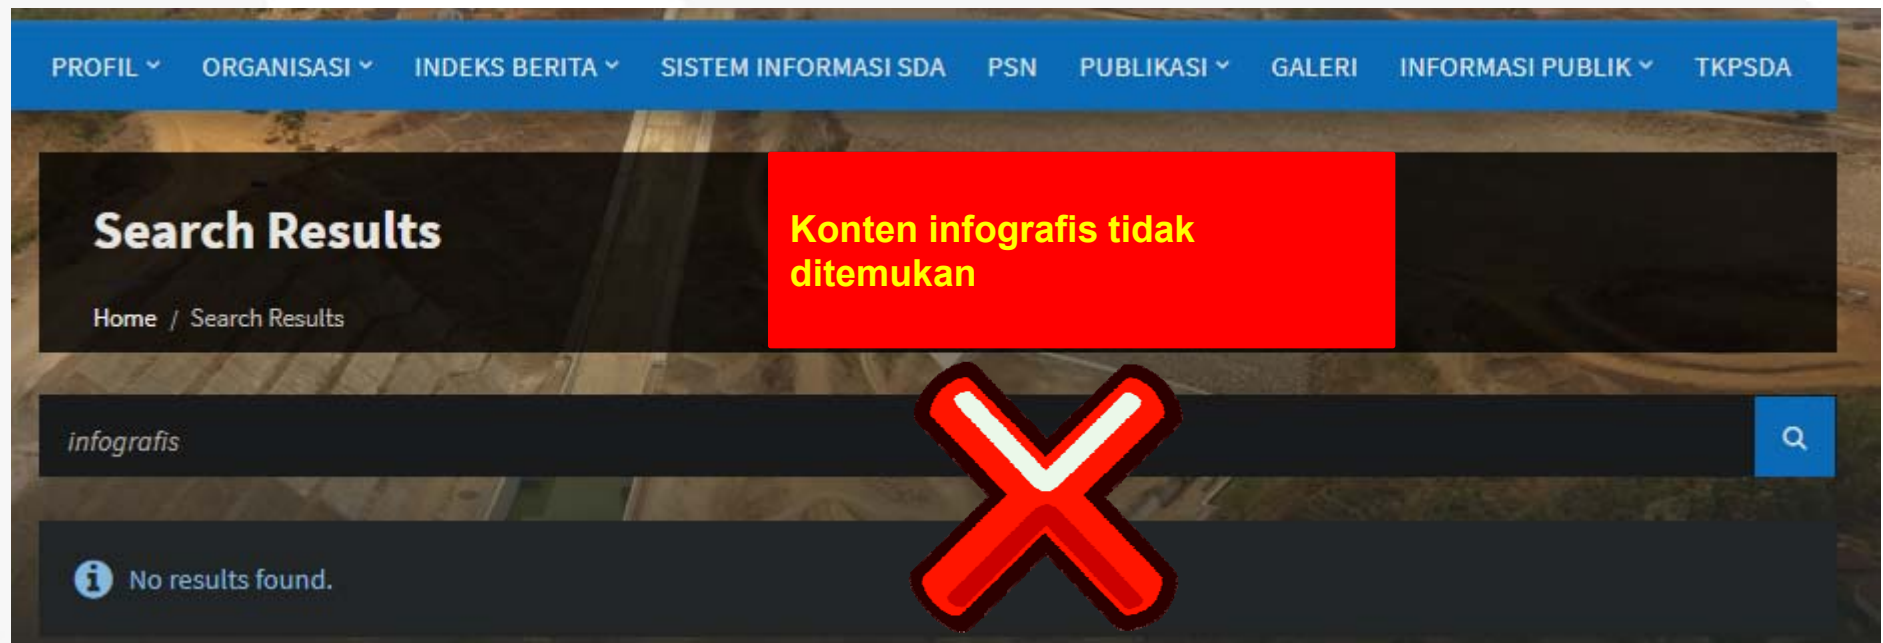 PROFIL ORGANISASI INDEKS BERITA SISTEM INFORMASI SDA PSN PUBLIKASI GALERI INFORMASI PUBLIK TKPSDA
Search Results
Home / Search Results
Konten infografis tidak
ditemukan
infografis
No results found.